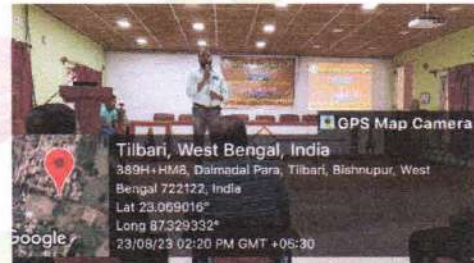 GPS Map Camera
Tilbari, West Bengal, India
389H+HM8, Dalmadal Para, Tilbari, Bishnupur, West
Bengal 722122, India
Lat 23.069016°
Long 87.329332°
23/08/23 02:20 PM GMT +05:30
Google